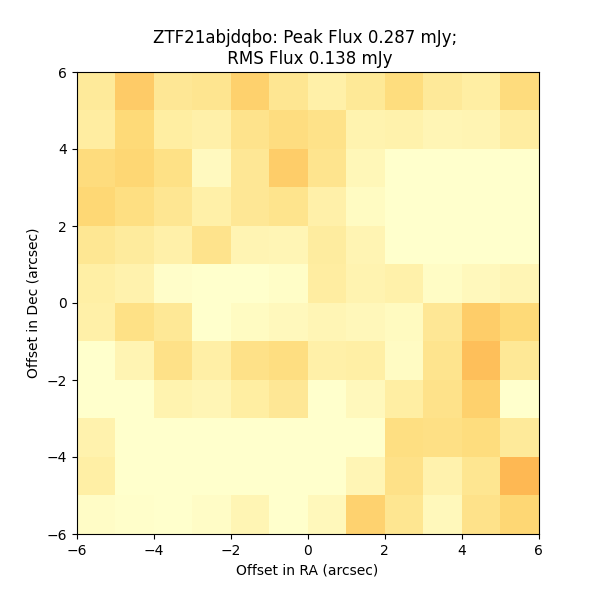 ZTF21abjdqbo: Peak Flux 0.287 mJy;
RMS Flux 0.138 mJy
6
4
2
0
−2
−4
−6
Offset in Dec (arcsec)
−6 −4 −2 0 2 4 6
Offset in RA (arcsec)